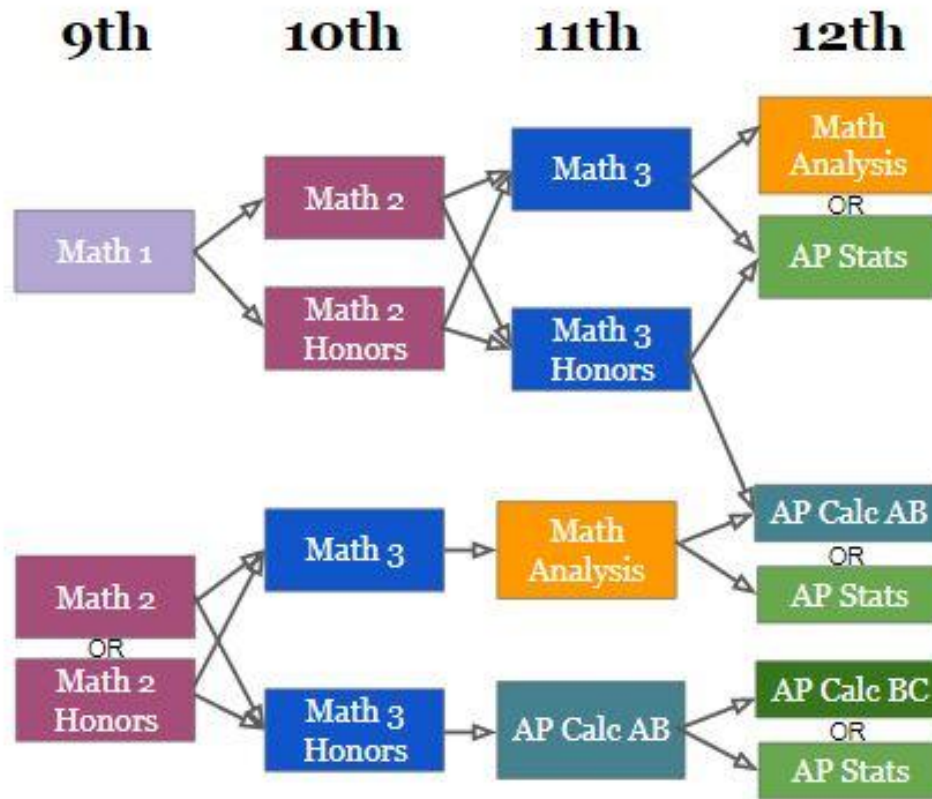 9th 10th 11th 12th
Math 1
Math 2
Math 2
Honors
Math 3
Math 3
Honors
Math
Analysis
OR
AP Stats
Math 2
OR
Math 2
Honors
Math 3
Math 3
Honors
Math
Analysis
AP Calc AB
AP Calc AB
OR
AP Stats
AP Calc BC
OR
AP Stats